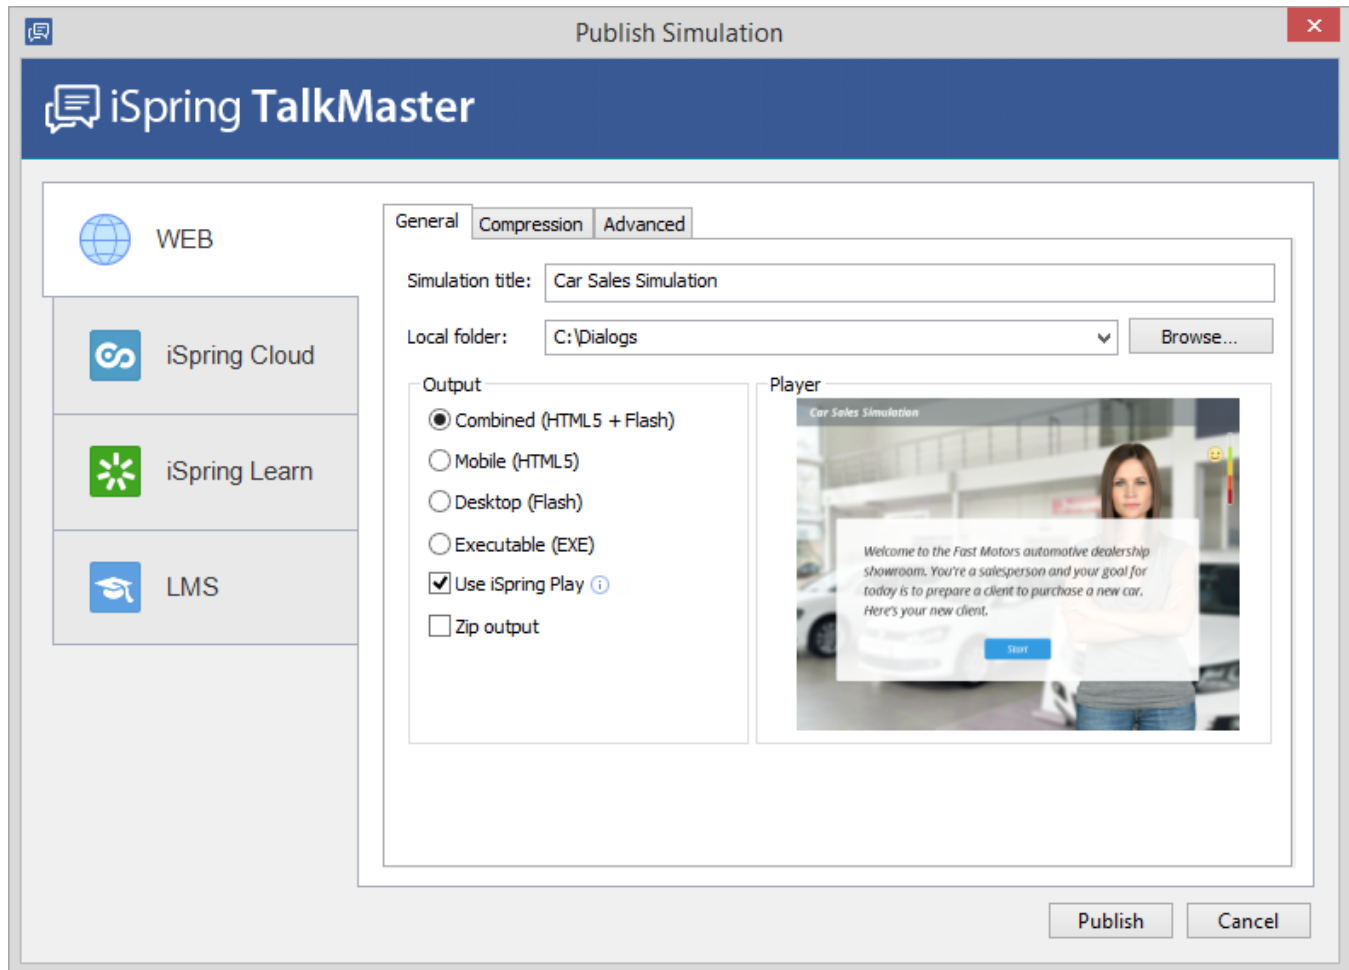 Publish Simulation
iSpring TalkMaster
WEB
iSpring Cloud
iSpring Learn
LMS
General
Compression
Advanced
Simulation title:
Car Sales Simulation
Local folder:
C:\Dialogs
Browse...
Output
Combined (HTML5 + Flash)
Mobile (HTML5)
Desktop (Flash)
Executable (EXE)
Use iSpring Play
Zip output
Player
Car Sales Simulation
Welcome to the Fast Motors automotive dealership
showroom. You're a salesperson and your goal for
today is to prepare a client to purchase a new car.
Here's your new client.
Start
Publish
Cancel